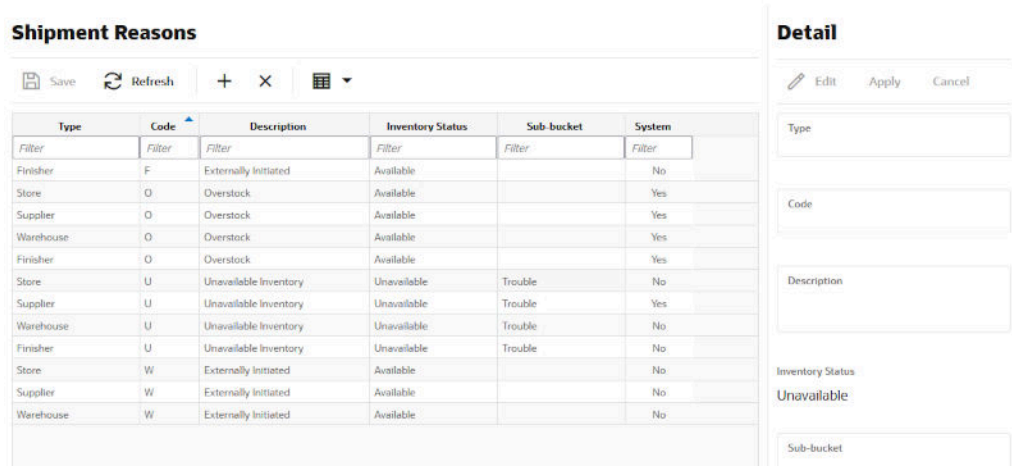 Shipment Reasons
Save Refresh
Type Code Description Inventory Status Sub-bucket System
Filter Filter Filter Filter Filter Filter
Finisher F Externally Initiated Available No
Store O Overstock Available Yes
Supplier O Overstock Available Yes
Warehouse O Overstock Available Yes
Finisher O Overstock Available Yes
Store U Unavailable Inventory Unavailable Trouble No
Supplier U Unavailable Inventory Unavailable Trouble Yes
Warehouse U Unavailable Inventory Unavailable Trouble No
Finisher U Unavailable Inventory Unavailable Trouble No
Store W Externally Initiated Available No
Supplier W Externally Initiated Available No
Warehouse W Externally Initiated Available No
Detail
Edit Apply Cancel
Type
Code
Description
Inventory Status
Unavailable
Sub-bucket